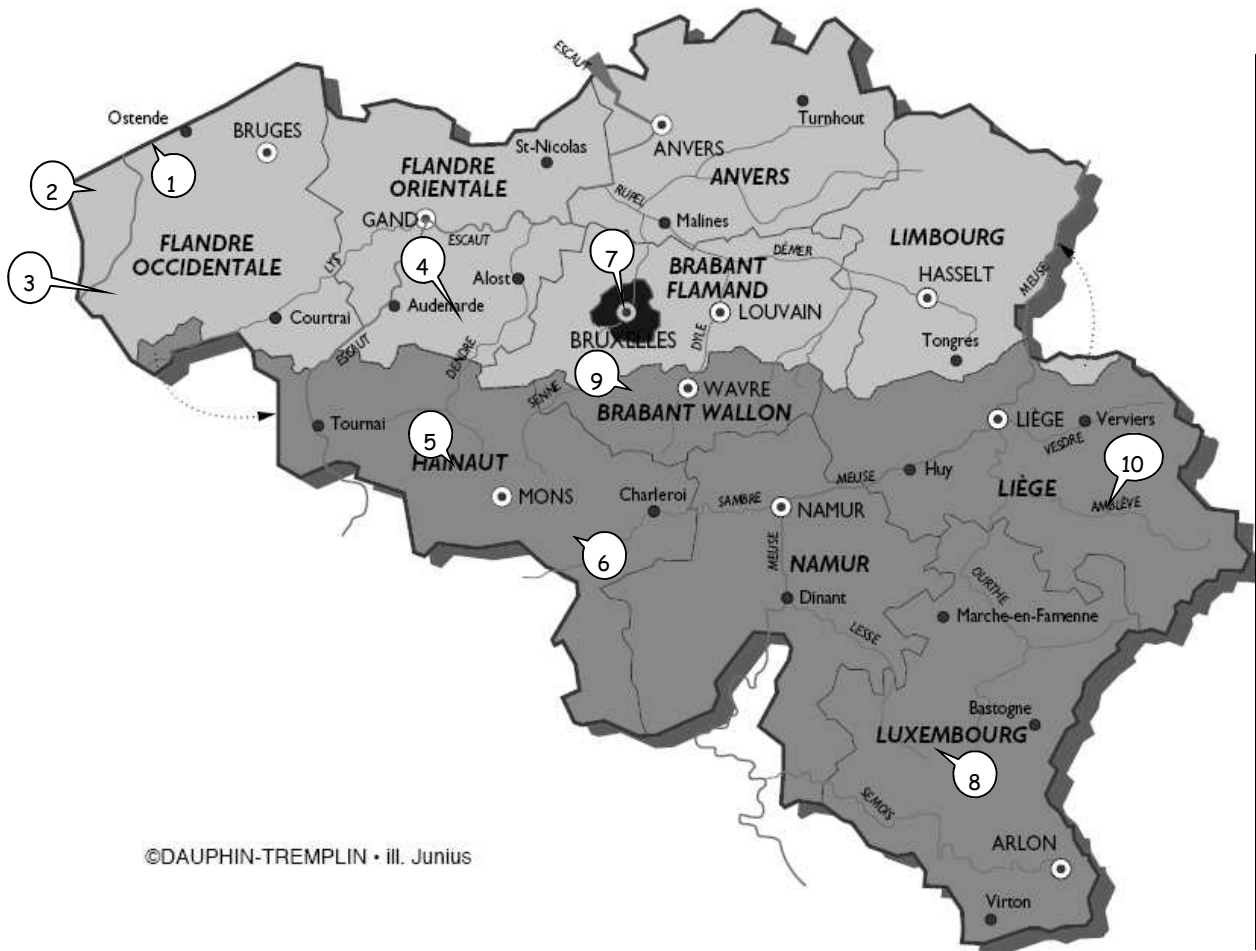 ESCAUT
Ostende
BRUGES
Turnhout
ANVERS
St-Nicolas
1
2
FLANDRE
ORIENTALE
ANVERS
RUPEL
Malines
GAND
ESCAUT
FLANDRE
OCCIDENTALE
3
LYS
4
7
BRABANT
FLAMAND
DÉMER
LIMBOURG
HASSELT
MEUSE
Alost
Audenarde
Courtrai
BRUXELLES
LOUVAIN
DYLE
Tongres
ESCAUT
DENDRE
9
SENNE
WAVRE
BRABANT WALLON
Tournai
5
HAINAUT
LIÈGE
Verviers
VESDRE
10
MONS
Charleroi
SAMBRE
MEUSE
Huy
LIÈGE
AMBLÈVE
NAMUR
6
MEUSE
NAMUR
Dinant
OURTHE
Marche-en-Famenne
LESSE
Bastogne
LUXEMBOURG
8
SEMOIS
ARLON
Virton
©DAUPHIN-TREMPLIN • ill. Junius